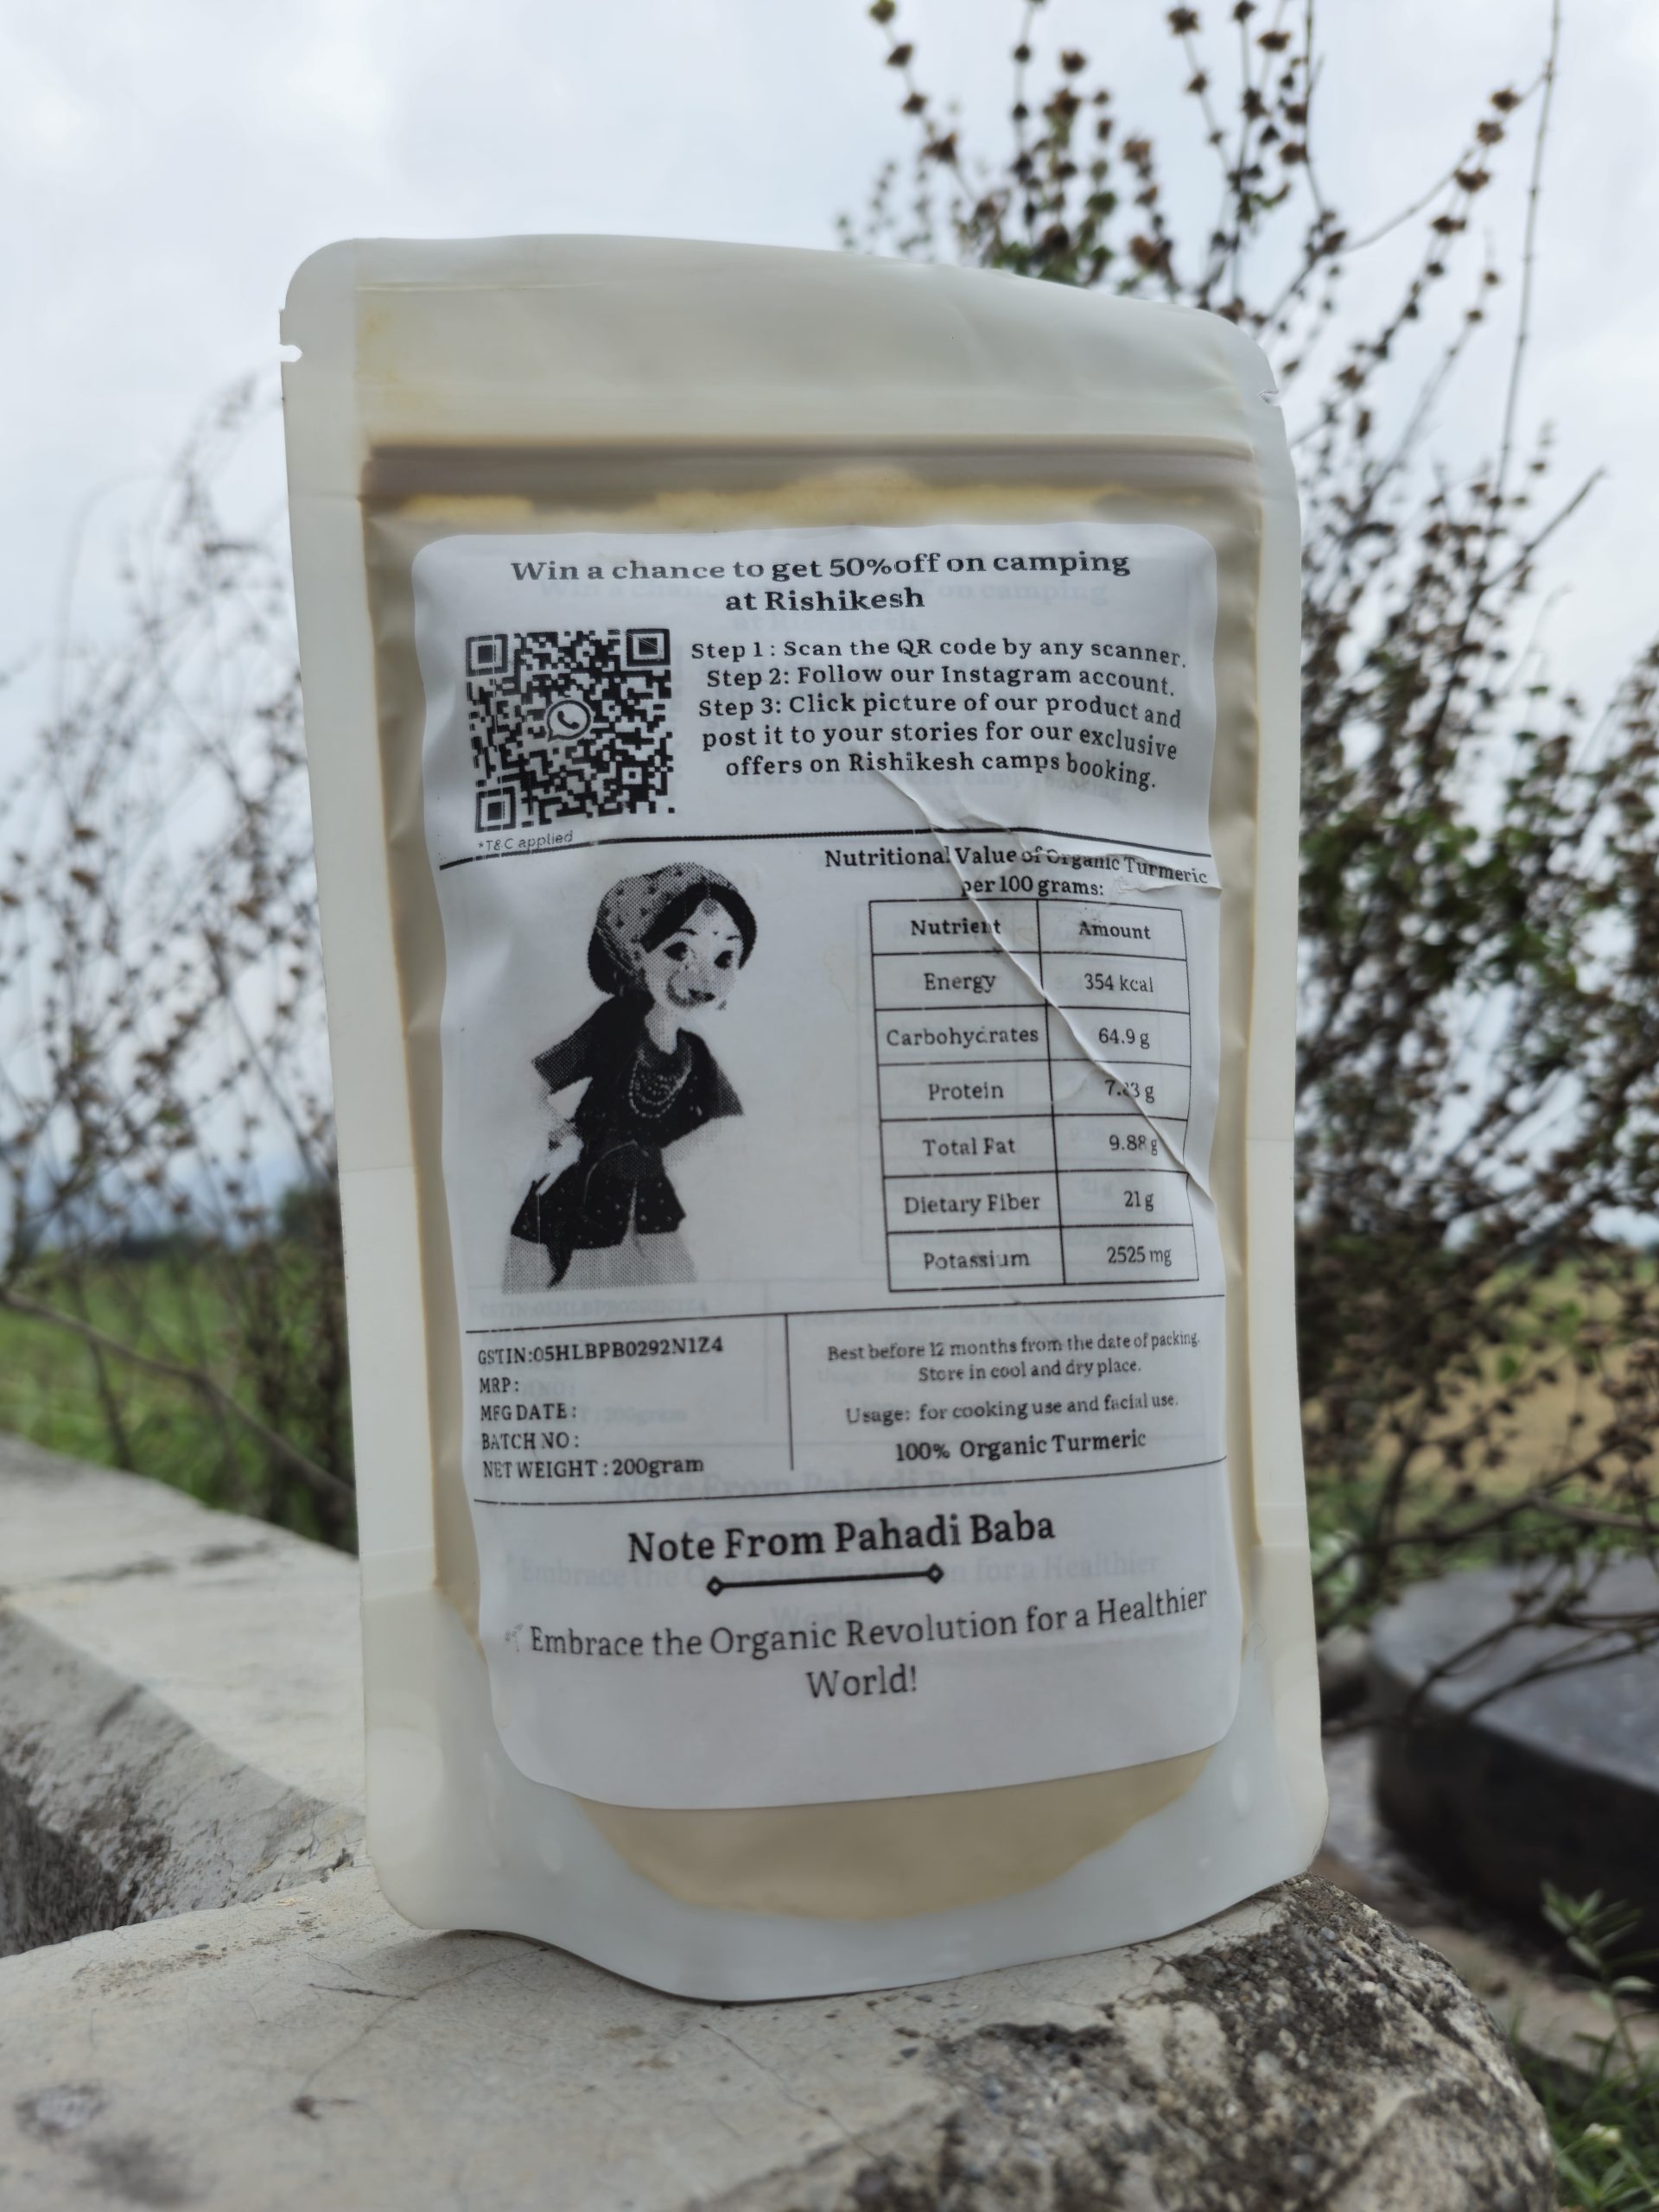 Win a chance to get 50%off on camping
at Rishikesh
Step 1 : Scan the QR code by any scanner.
Step 2: Follow our Instagram account.
Step 3: Click picture of our product and
post it to your stories for our exclusive
offers on Rishikesh camps booking.
*T&C applied
Nutritional Value of Organic Turmeric
per 100 grams:
Nutrient Amount
Energy 354 kcal
Carbohydrates 64.9 g
Protein g
Total Fat 9.88 g
Dietary Fiber 21 g
Potassium 2525 mg
GSTIN:05HLBPB0292N1Z4
MRP:
MFG DATE :
BATCH NO :
NET WEIGHT : 200gram
Best before 12 months from the date of packing.
Store in cool and dry place.
Usage: for cooking use and facial use.
100% Organic Turmeric
Note From Pahadi Baba
Embrace the Organic Revolution for a Healthier
World!